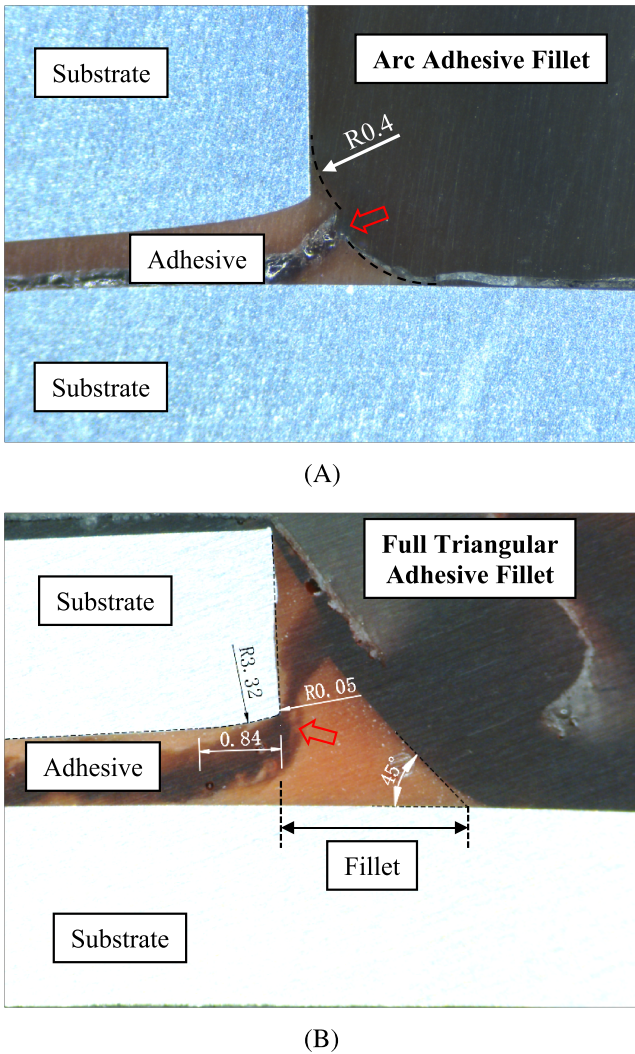 Substrate
Arc Adhesive Fillet
R0.4
Adhesive
Substrate
(A)
Full Triangular
Adhesive Fillet
Substrate
R3.32
R0.05
0.84
Adhesive
45°
Fillet
Substrate
(B)